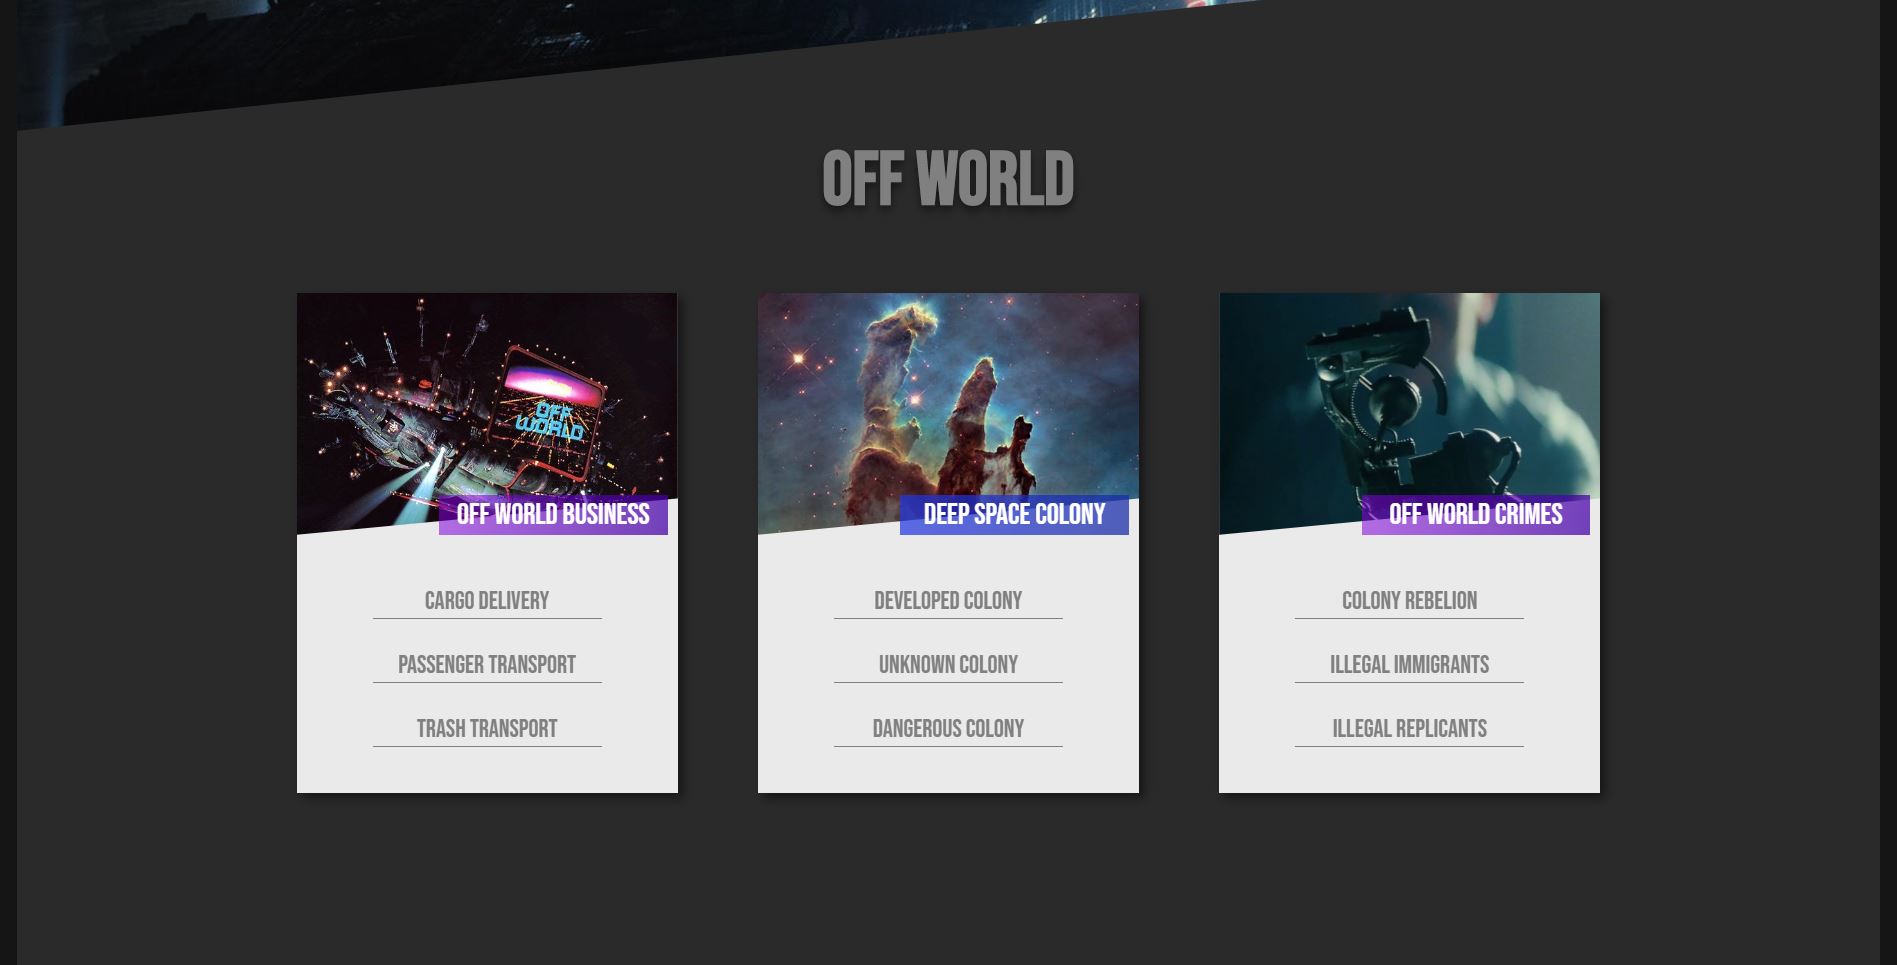 OFF WORLD
OFF
WORLD
OFF WORLD BUSINESS
CARGO DELIVERY
PASSENGER TRANSPORT
TRASH TRANSPORT
DEEP SPACE COLONY
DEVELOPED COLONY
UNKNOWN COLONY
DANGEROUS COLONY
OFF WORLD CRIMES
COLONY REBELION
ILLEGAL IMMIGRANTS
ILLEGAL REPLICANTS